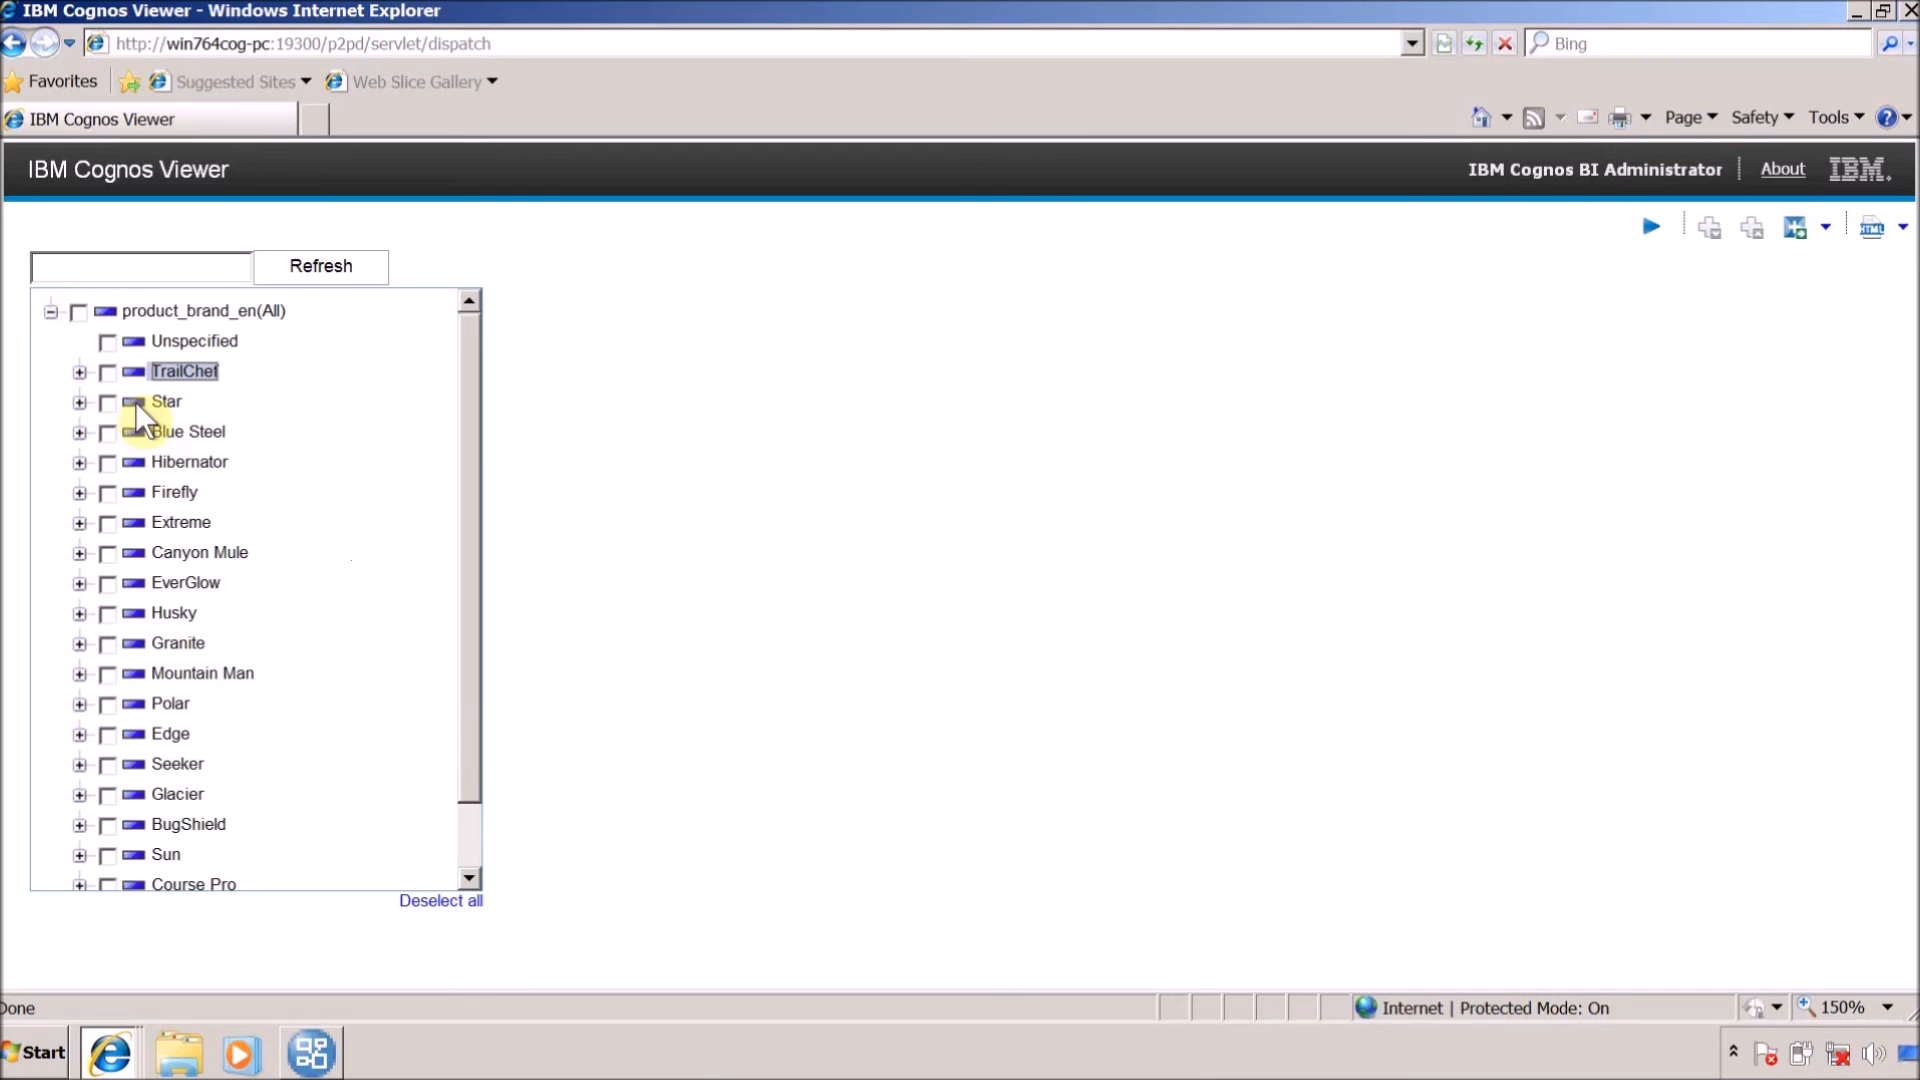 IBM Cognos Viewer - Windows Internet Explorer
http://win764cog-pc:19300/p2pd/servlet/dispatch
Bing
Favorites
Suggested Sites
Web Slice Gallery
IBM Cognos Viewer
Page
Safety
Tools
IBM Cognos Viewer
IBM Cognos BI Administrator
About
IBM.
HTML
Refresh
product_brand_en(All)
Unspecified
TrailChef
Star
Blue Steel
Hibernator
Firefly
Extreme
Canyon Mule
EverGlow
Husky
Granite
Mountain Man
Polar
Edge
Seeker
Glacier
BugShield
Sun
Course Pro
Deselect all
Done
Internet | Protected Mode: On
150%
Start